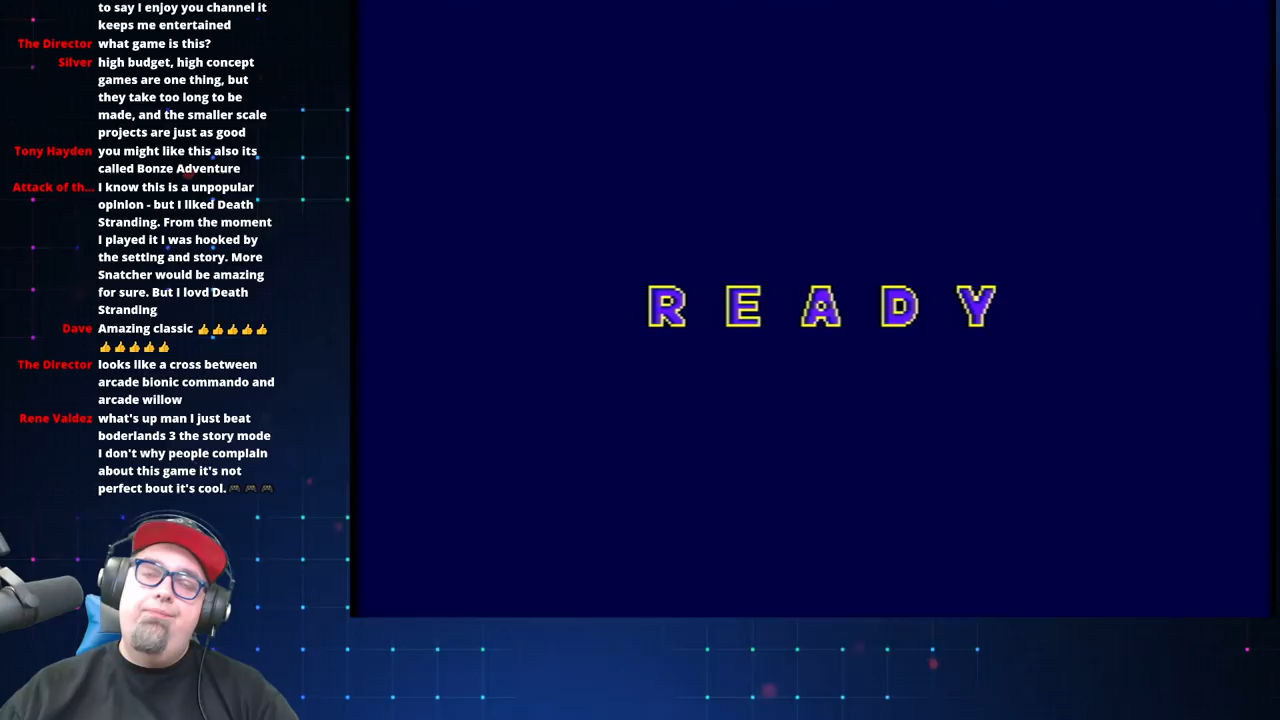 to say I enjoy you channel it
keeps me entertained
The Director what game is this?
Silver high budget, high concept
games are one thing, but
they take too long to be
made, and the smaller scale
projects are just as good
Tony Hayden you might like this also its
called Bonze Adventure
Attack of th... I know this is a unpopular
opinion - but I liked Death
Stranding. From the moment
I played it I was hooked by
the setting and story. More
Snatcher would be amazing
for sure. But I lovd Death
Stranding
Dave Amazing classic 👍👍👍👍👍
👍👍👍👍👍
The Director looks like a cross between
arcade bionic commando and
arcade willow
Rene Valdez what's up man I just beat
boderlands 3 the story mode
I don't why people complain
about this game it's not
perfect bout it's cool. 🎮 🎮 🎮
READY